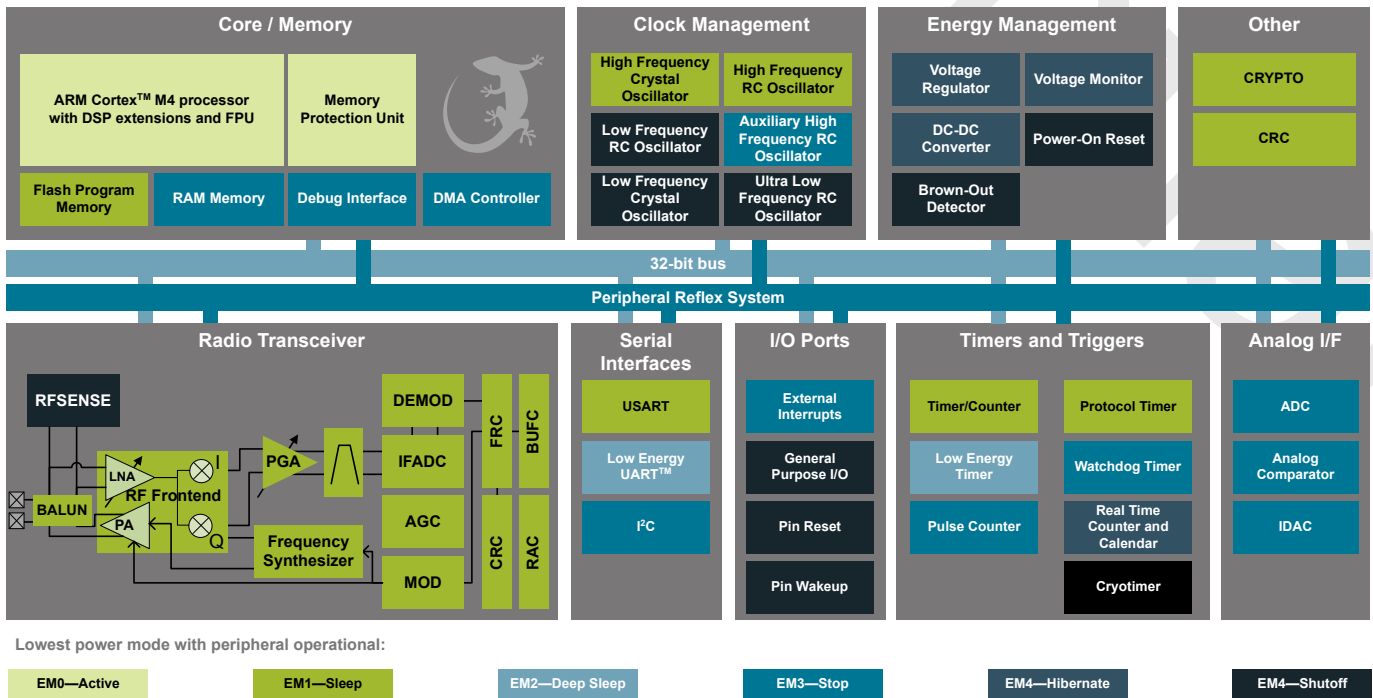 Core / Memory
ARM Cortex™ M4 processor
with DSP extensions and FPU
Memory
Protection Unit
Flash Program
Memory
RAM Memory
Debug Interface
DMA Controller
Clock Management
High Frequency
Crystal
Oscillator
High Frequency
RC Oscillator
Low Frequency
RC Oscillator
Auxiliary High
Frequency RC
Oscillator
Low Frequency
Crystal
Oscillator
Ultra Low
Frequency RC
Oscillator
Energy Management
Voltage
Regulator
Voltage Monitor
DC-DC
Converter
Power-On Reset
Brown-Out
Detector
Other
CRYPTO
CRC
32-bit bus
Peripheral Reflex System
Radio Transceiver
RFSENSE
BALUN
LNA
RF Frontend
PA
I
Q
PGA
Frequency
Synthesizer
DEMOD
IFADC
AGC
MOD
FRC
BUFC
CRC
RAC
Serial
Interfaces
USART
Low Energy
UART™
I²C
I/O Ports
External
Interrupts
General
Purpose I/O
Pin Reset
Pin Wakeup
Timers and Triggers
Timer/Counter
Protocol Timer
Low Energy
Timer
Watchdog Timer
Pulse Counter
Real Time
Counter and
Calendar
Cryotimer
Analog I/F
ADC
Analog
Comparator
IDAC
Lowest power mode with peripheral operational:
EM0—Active
EM1—Sleep
EM2—Deep Sleep
EM3—Stop
EM4—Hibernate
EM4—Shutoff